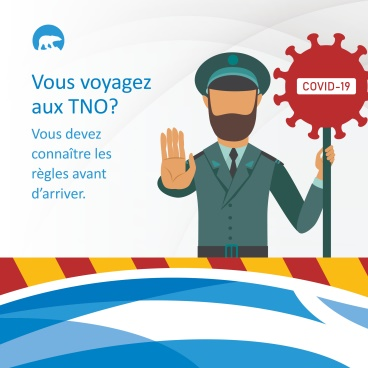 Vous voyagez
aux TNO?
Vous devez
connaître les
règles avant
d’arriver.
COVID-19